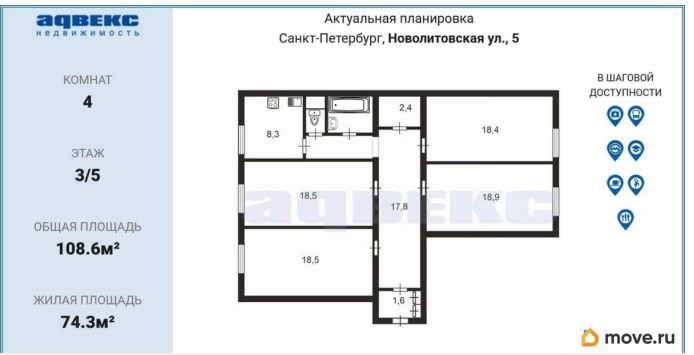 адвекс
НЕДВИЖИМОСТЬ
КОМНАТ
4
ЭТАЖ
3/5
ОБЩАЯ ПЛОЩАДЬ
108.6м²
ЖИЛАЯ ПЛОЩАДЬ
74.3м²
Актуальная планировка
Санкт-Петербург, Новолитовская ул., 5
8,3
2,4
18,4
18,5
17,8
18,9
18,5
1,6
адвекс
В ШАГОВОЙ
ДОСТУПНОСТИ
move.ru